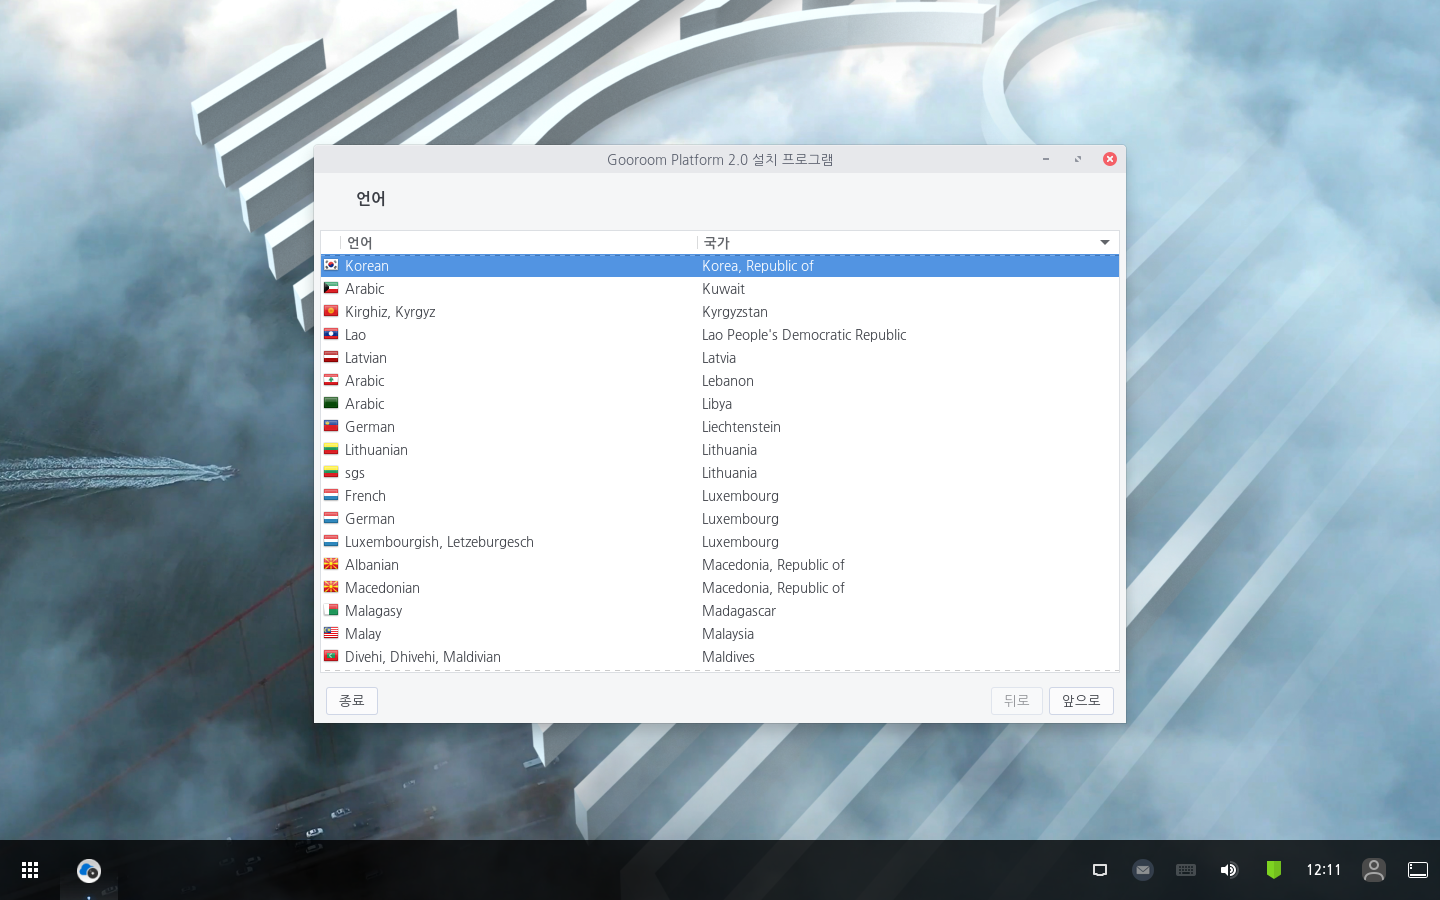 Gooroom Platform 2.0 설치 프로그램
언어
언어 국가
Korean Korea, Republic of
Arabic Kuwait
Kirghiz, Kyrgyz Kyrgyzstan
Lao Lao People's Democratic Republic
Latvian Latvia
Arabic Lebanon
Arabic Libya
German Liechtenstein
Lithuanian Lithuania
sgs Lithuania
French Luxembourg
German Luxembourg
Luxembourgish, Letzeburgesch Luxembourg
Albanian Macedonia, Republic of
Macedonian Macedonia, Republic of
Malagasy Madagascar
Malay Malaysia
Divehi, Dhivehi, Maldivian Maldives
종료 뒤로 앞으로
12:11